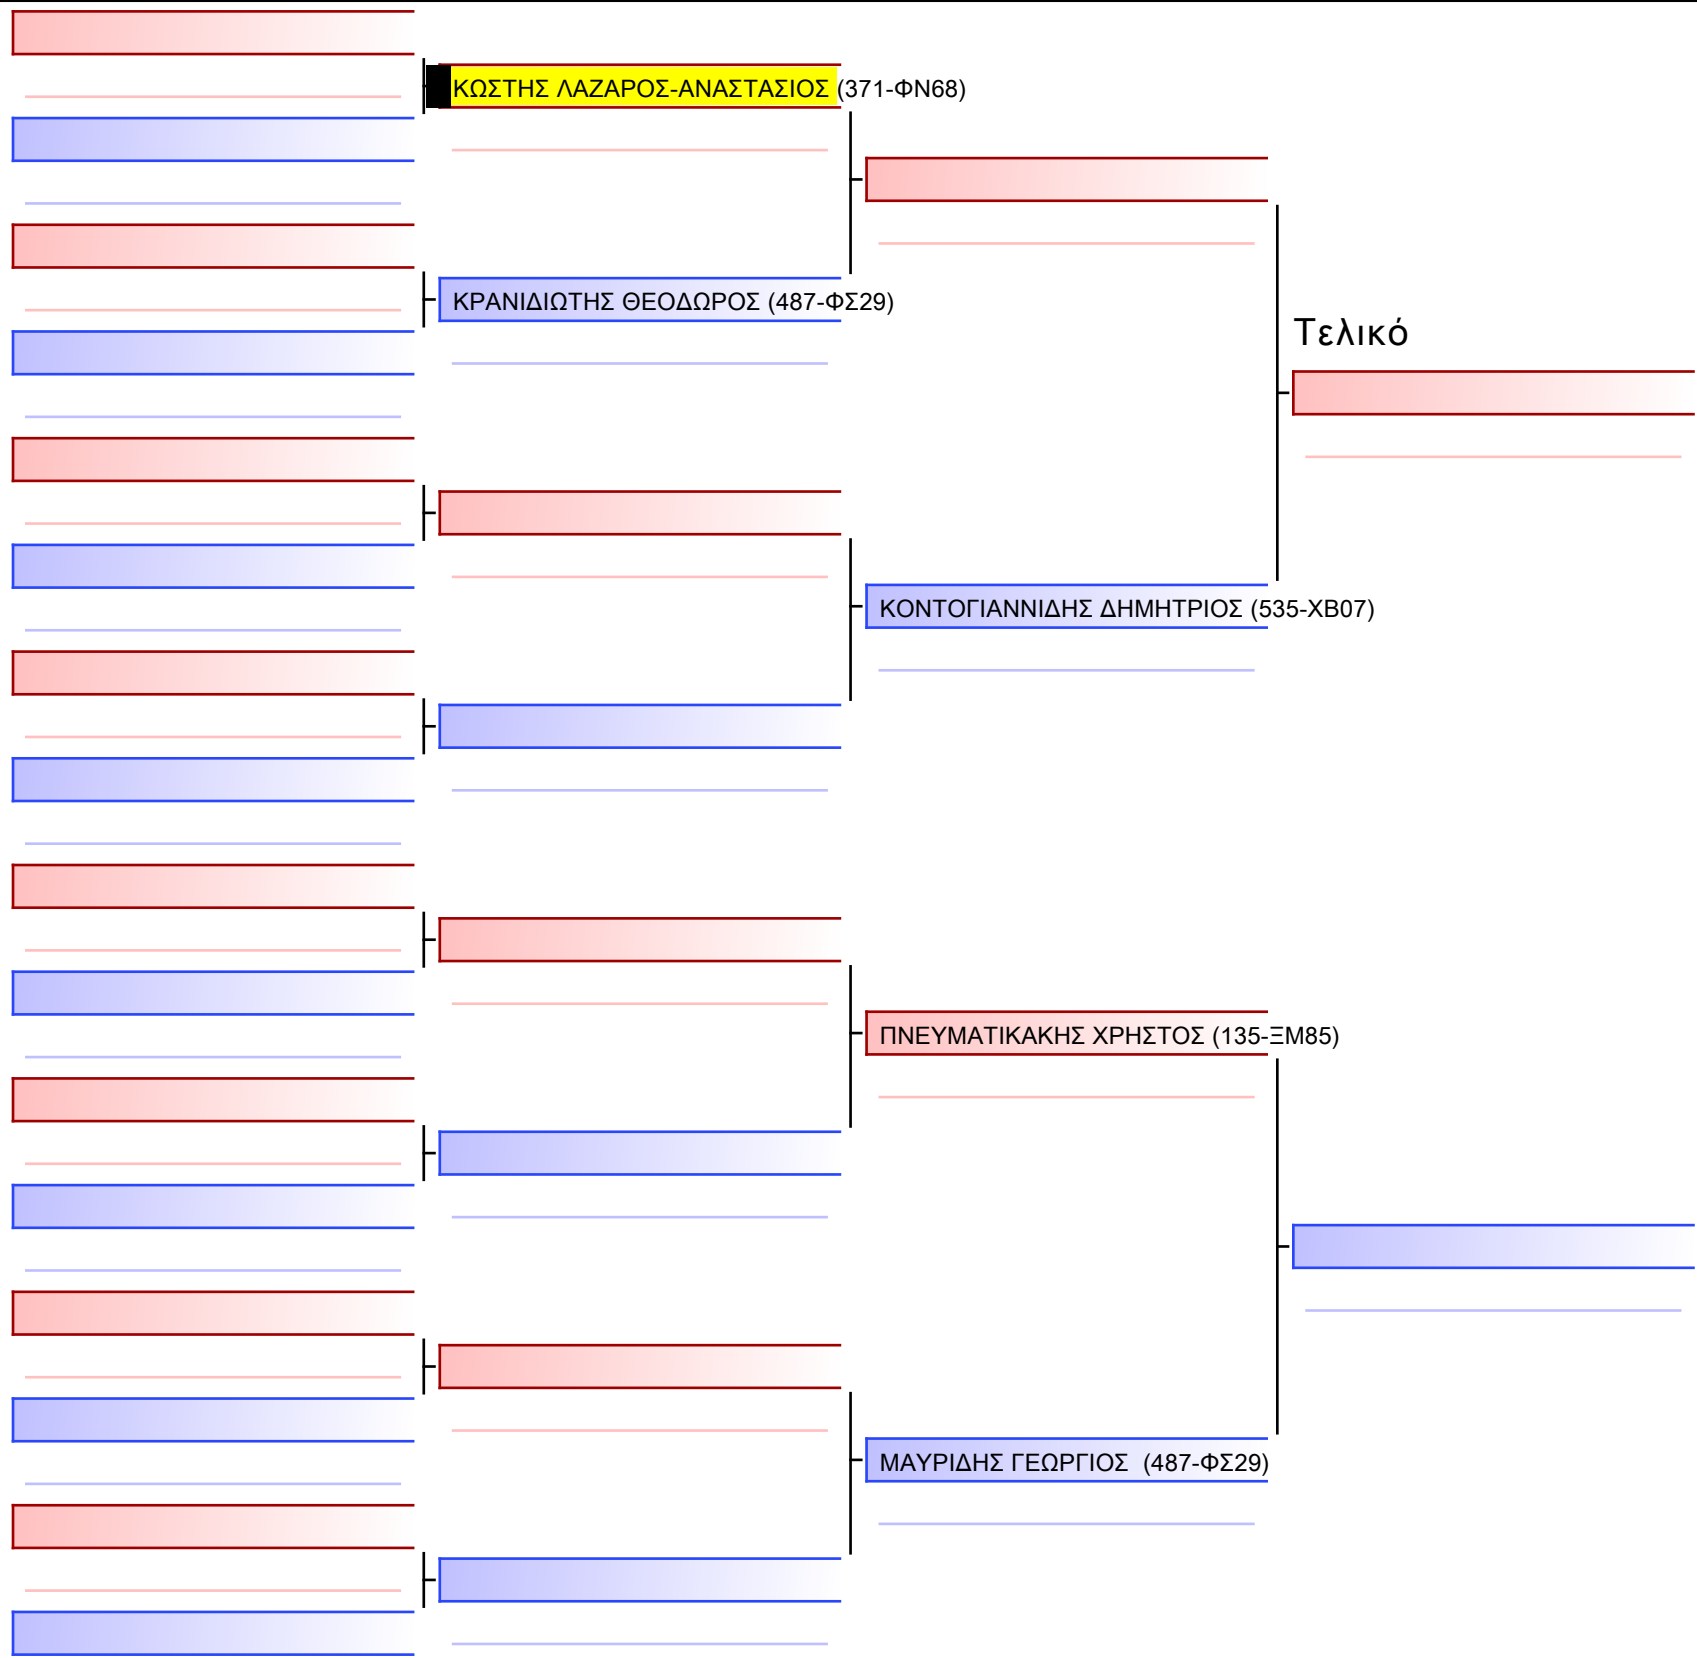 ΚΩΣΤΗΣ ΛΑΖΑΡΟΣ-ΑΝΑΣΤΑΣΙΟΣ (371-ΦΝ68)
ΚΡΑΝΙΔΙΩΤΗΣ ΘΕΟΔΩΡΟΣ (487-ΦΣ29)
Τελικό
ΚΟΝΤΟΓΙΑΝΝΙΔΗΣ ΔΗΜΗΤΡΙΟΣ (535-ΧΒ07)
ΠΝΕΥΜΑΤΙΚΑΚΗΣ ΧΡΗΣΤΟΣ (135-ΞΜ85)
ΜΑΥΡΙΔΗΣ ΓΕΩΡΓΙΟΣ  (487-ΦΣ29)